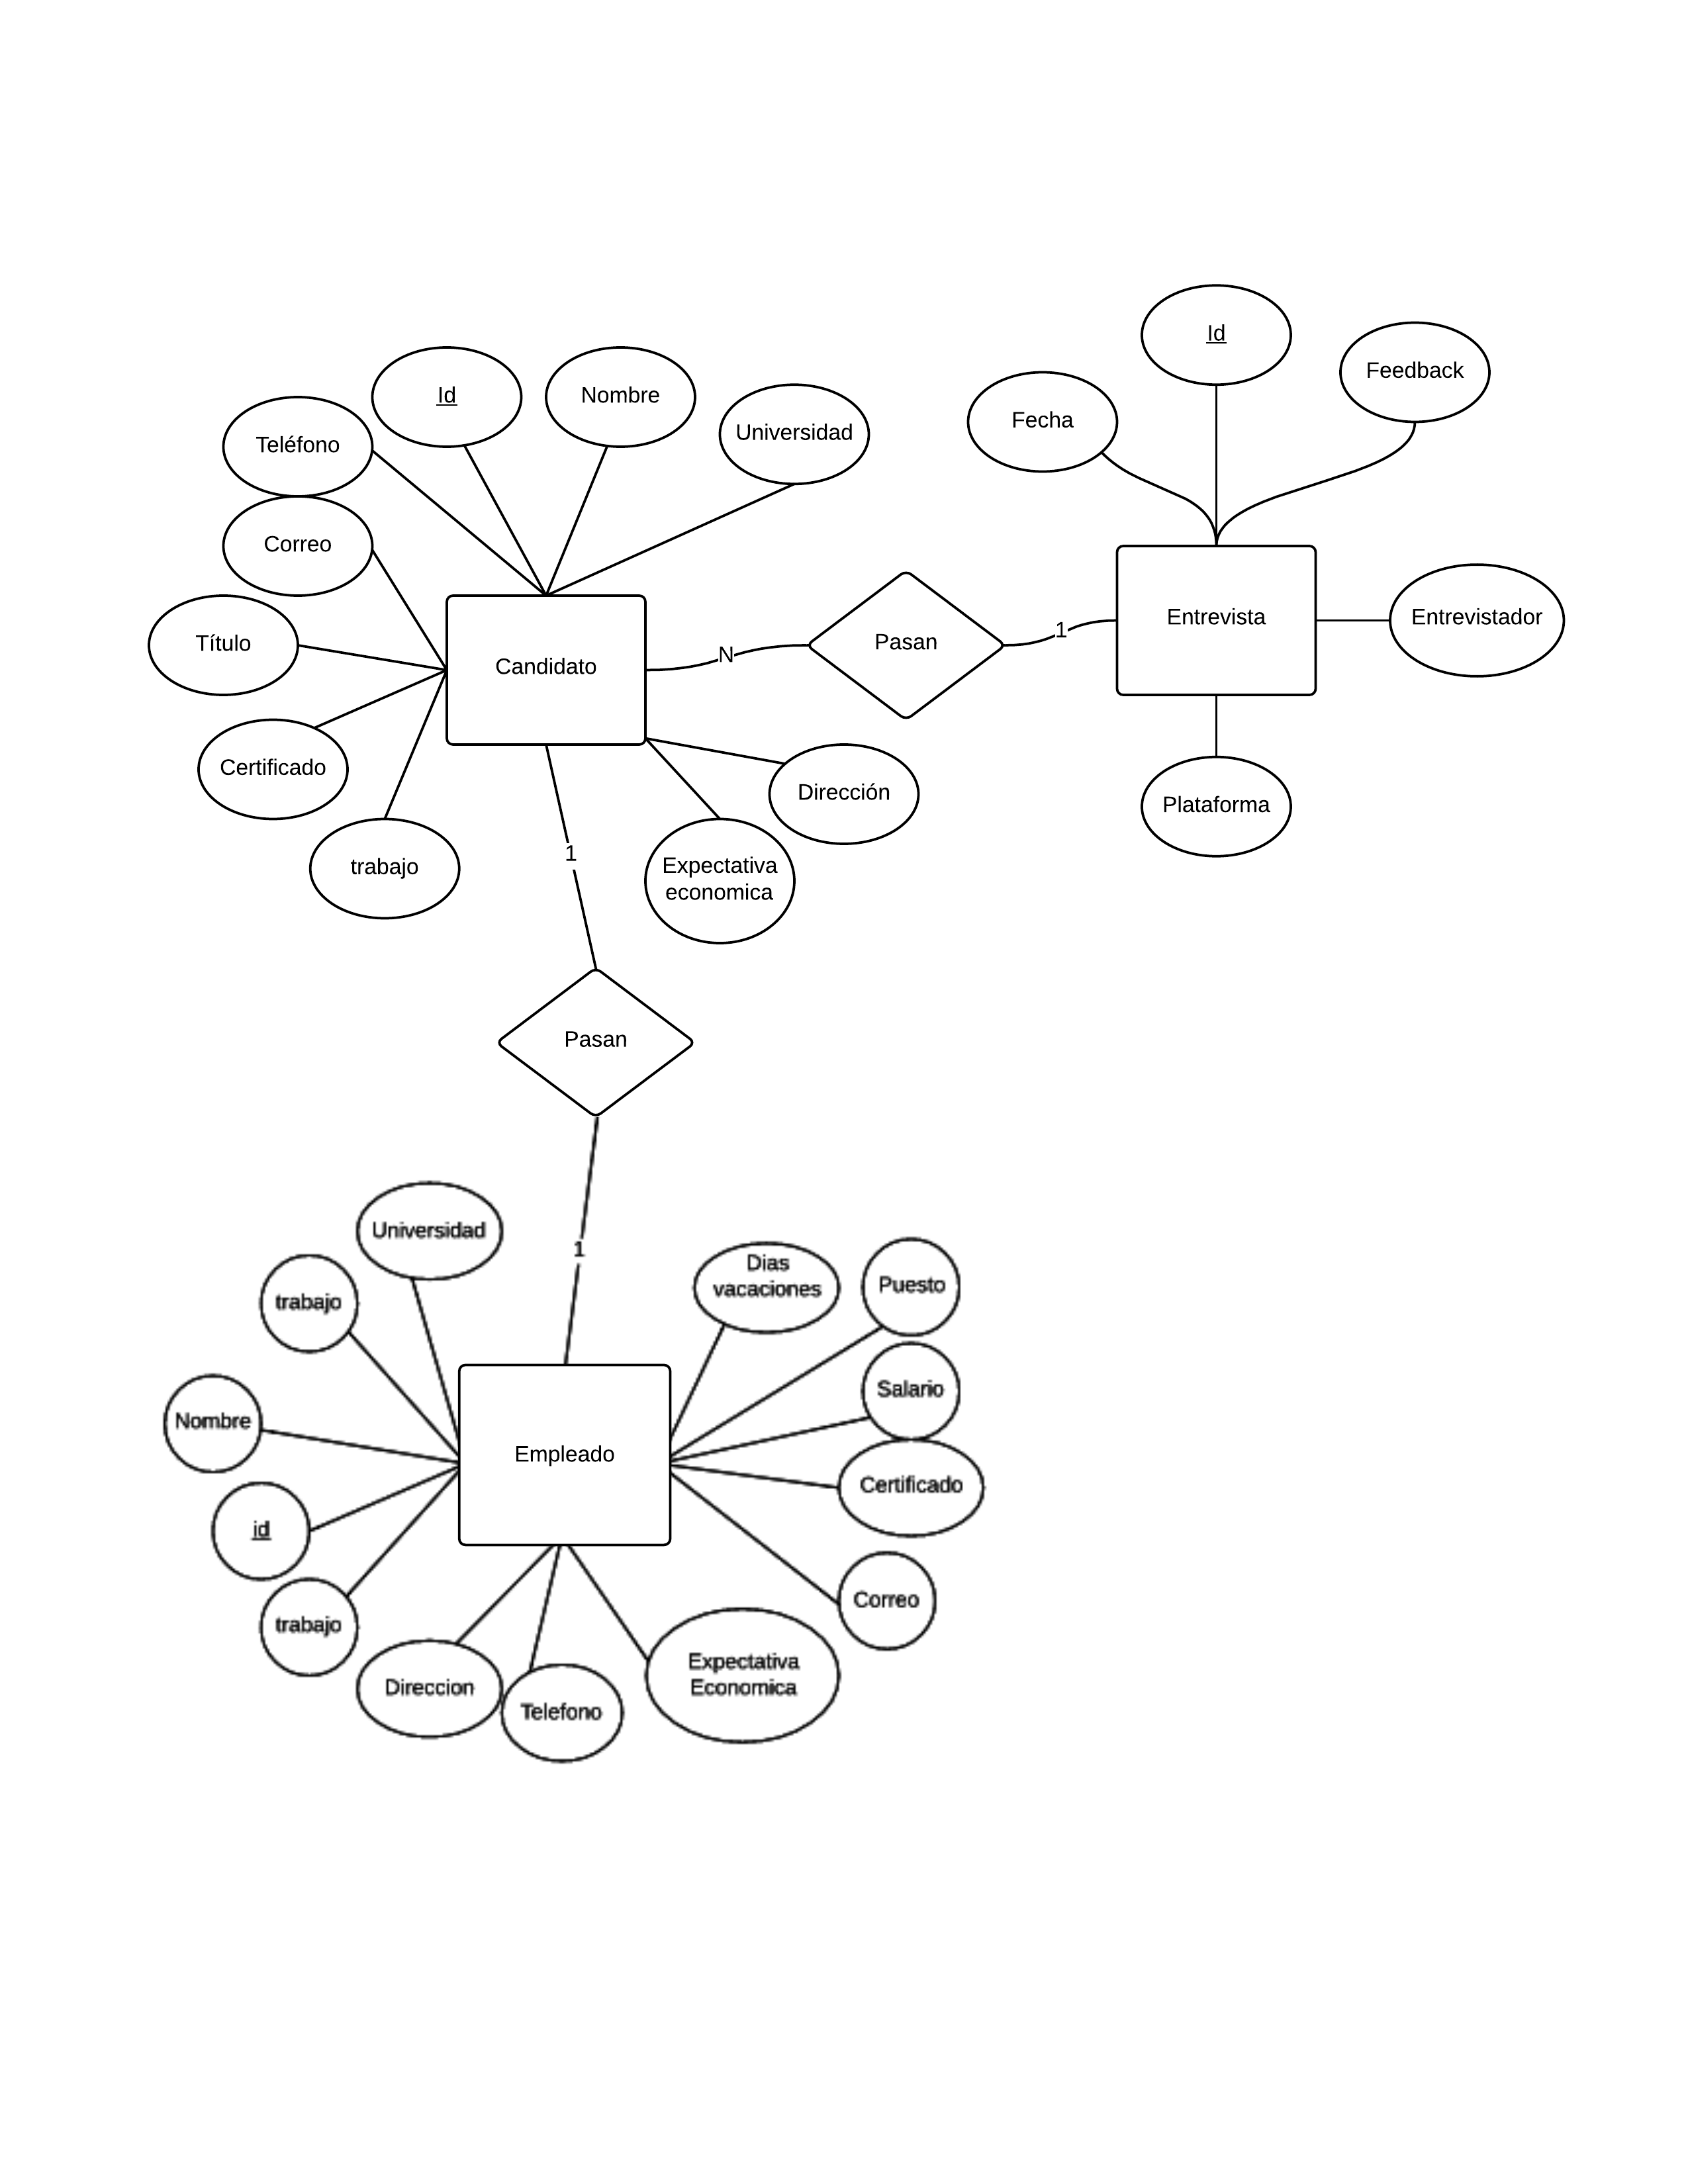 Id
Feedback
Fecha
Id
Nombre
Universidad
Teléfono
Correo
Título
Candidato
N
Pasan
1
Entrevista
Entrevistador
Certificado
Dirección
Plataforma
trabajo
1
Expectativa
economica
Pasan
Universidad
1
Dias
vacaciones
Puesto
trabajo
Salario
Nombre
Empleado
Certificado
id
Correo
trabajo
Direccion
Telefono
Expectativa
Economica